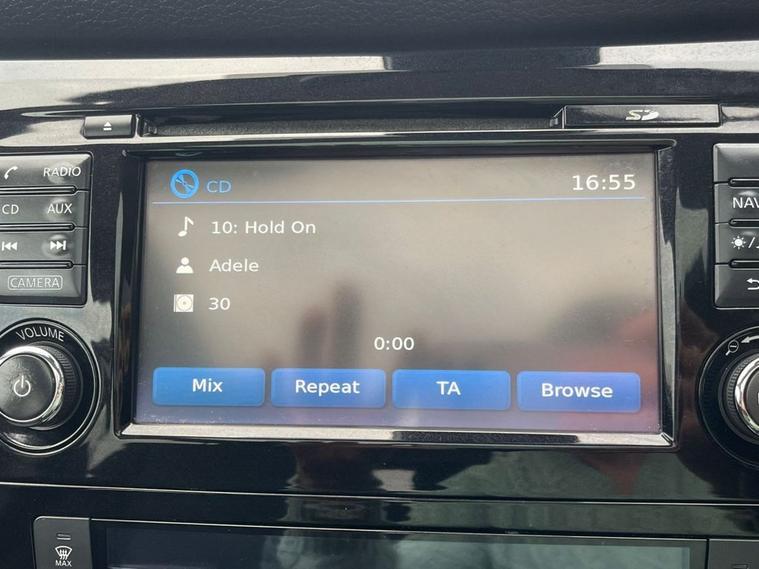 SD
RADIO
CD AUX
CAMERA
VOLUME
CD
16:55
10: Hold On
Adele
30
0:00
Mix Repeat TA Browse
NAV
MAX